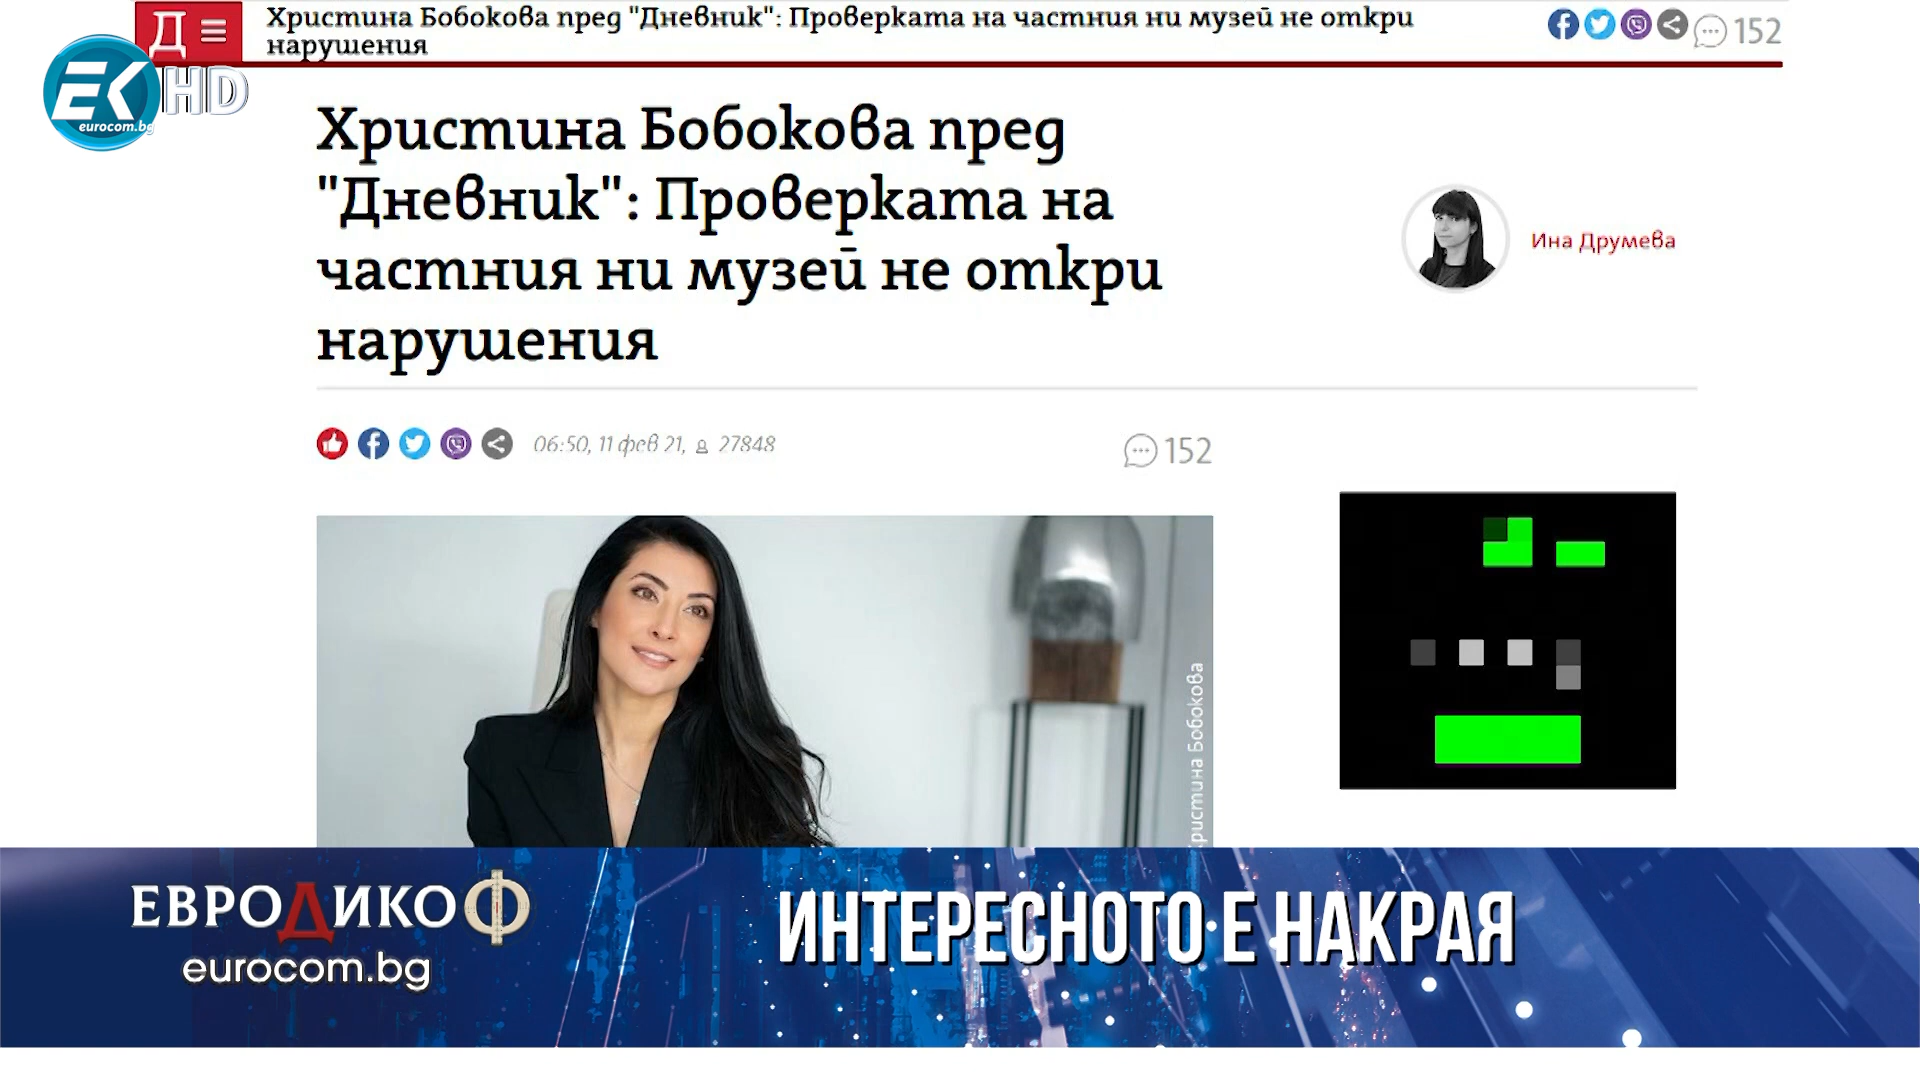 Христина Бобокова пред "Дневник": Проверката на частния ни музей не откри
нарушения
152
Д
EK HD
eurocom.bg
Христина Бобокова пред
"Дневник": Проверката на
частния ни музей не откри
нарушения
Ина Друмева
06:50, 11 фев 21, 27848
152
ристина Бобокова
ЕВРОДИКОФ
eurocom.bg
ИНТЕРЕСНОТО Е НАКРАЯ